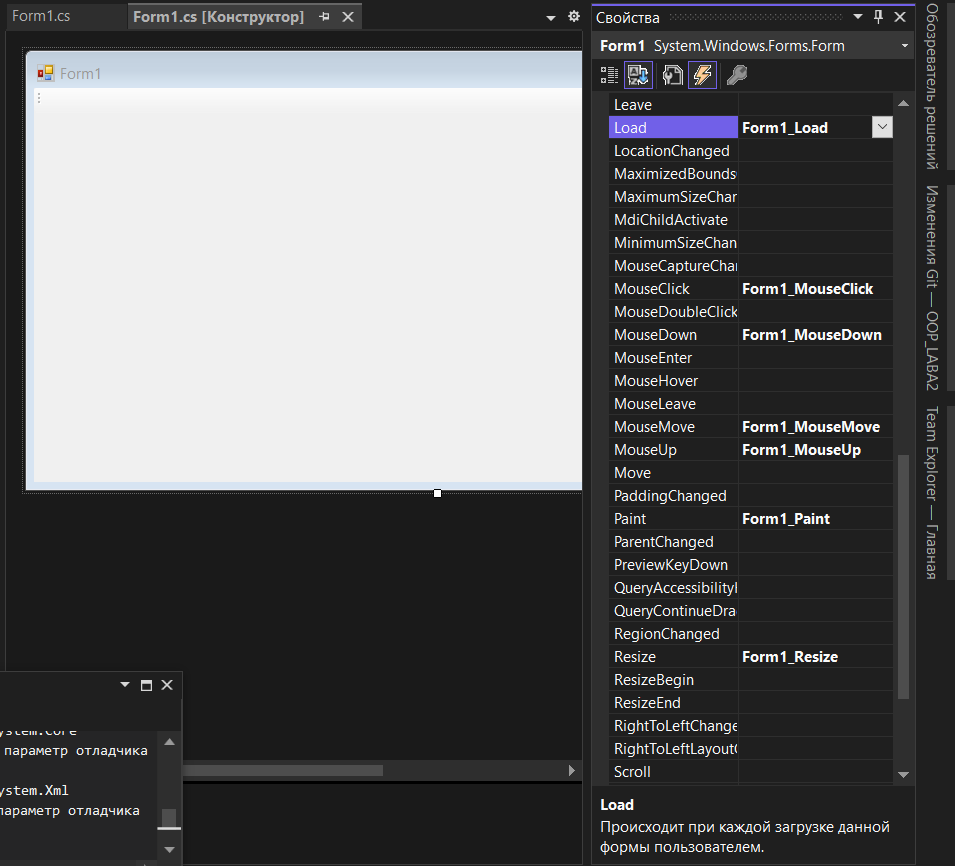 Form1.cs
Form1.cs [Конструктор]
Form1
Свойства
Form1 System.Windows.Forms.Form
Leave
Load Form1_Load
LocationChanged
MaximizedBounds
MaximumSizeChan
MdiChildActivate
MinimumSizeChan
MouseCaptureChan
MouseClick Form1_MouseClick
MouseDoubleClick
MouseDown Form1_MouseDown
MouseEnter
MouseHover
MouseLeave
MouseMove Form1_MouseMove
MouseUp Form1_MouseUp
Move
PaddingChanged
Paint Form1_Paint
ParentChanged
PreviewKeyDown
QueryAccessibility
QueryContinueDra
RegionChanged
Resize Form1_Resize
ResizeBegin
ResizeEnd
RightToLeftChange
RightToLeftLayout
Scroll
Load
Происходит при каждой загрузке данной
формы пользователем.
Обозреватель решений
Изменения Git — OOP_LABA2
Team Explorer — Главная
ystem.Core
параметр отладчика
ystem.Xml
параметр отладчика